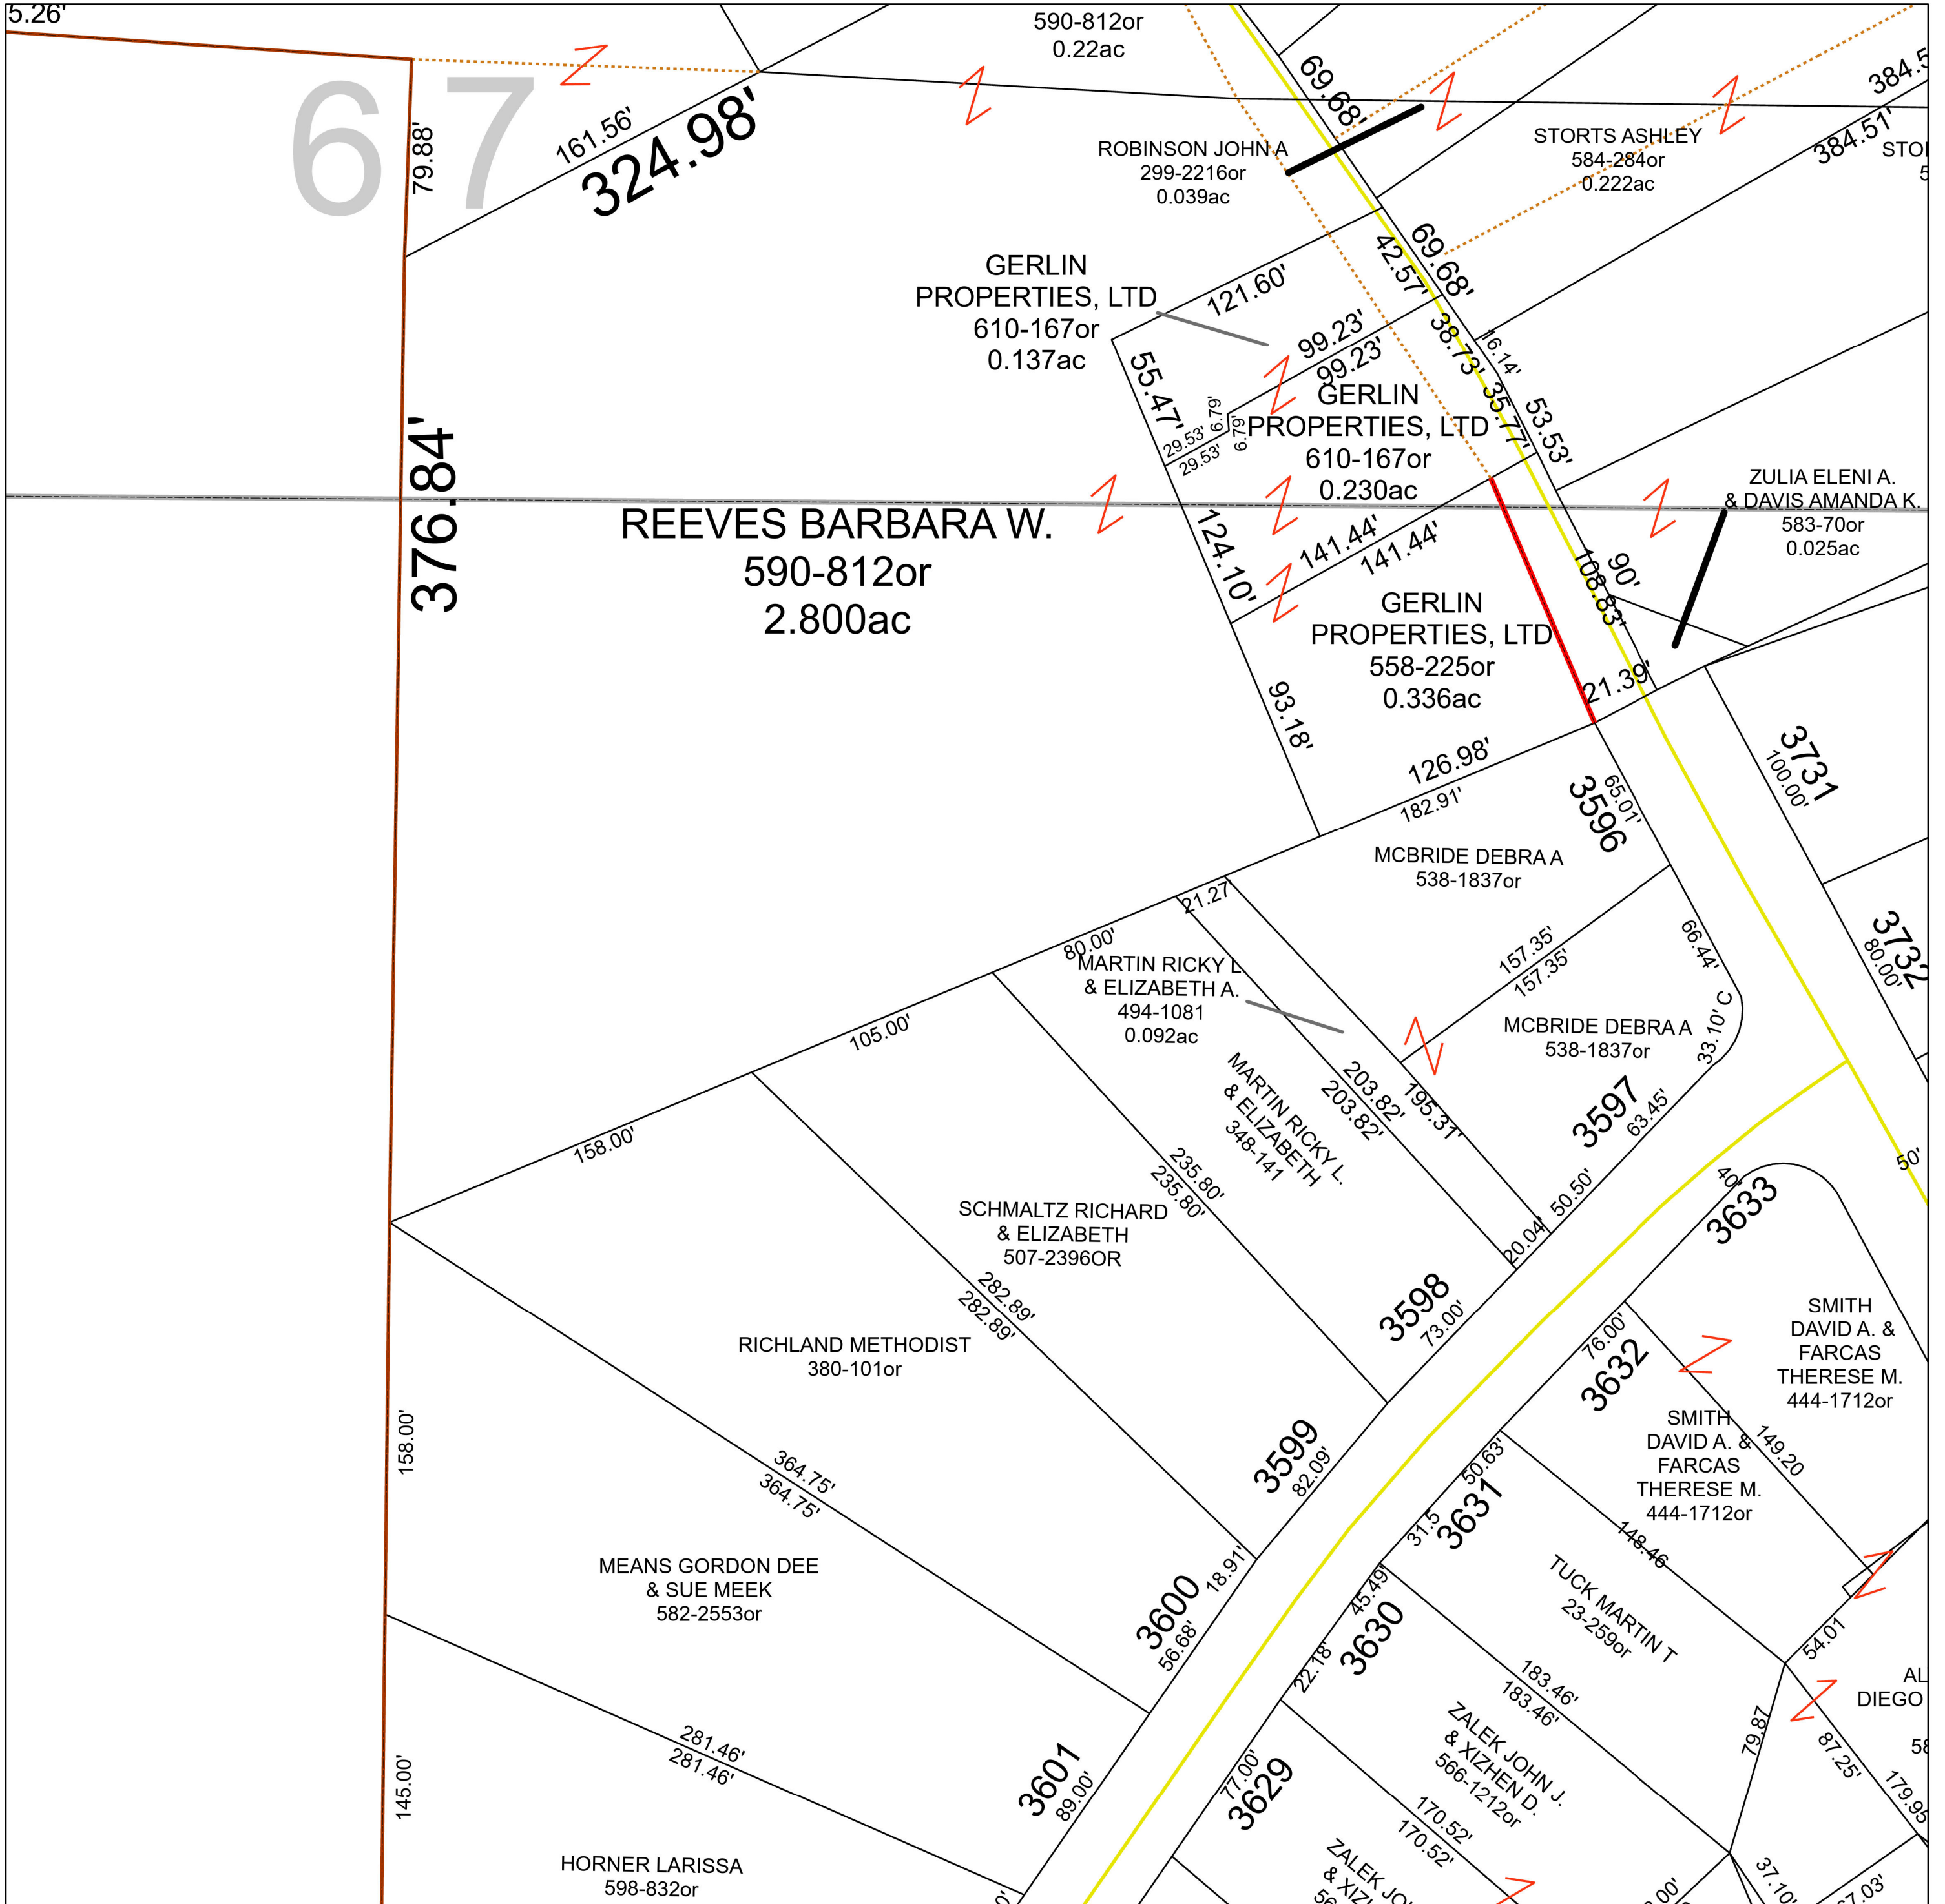 5.26'
67
79.88'
161.56'
324.98'
590-812or
0.22ac
69.68'
384.51'
ROBINSON JOHN A
299-2216or
0.039ac
STORTS ASHLEY
584-284or
0.222ac
GERLIN
PROPERTIES, LTD
610-167or
0.137ac
121.60'
42.57'
69.68'
99.23'
99.23'
38.73'
16.14'
35.77'
53.53'
55.47'
29.53'
29.53'
9.79'
9.79'
GERLIN
PROPERTIES, LTD
610-167or
0.230ac
376.84'
REEVES BARBARA W.
590-812or
2.800ac
124.10'
141.44'
141.44'
ZULIA ELENI A.
& DAVIS AMANDA K.
583-70or
0.025ac
90'
108.83'
GERLIN
PROPERTIES, LTD
558-225or
0.336ac
21.39'
93.18'
126.98'
182.91'
3596
65.01'
3731
100.00'
MCBRIDE DEBRA A
538-1837or
3732
80.00'
66.44'
157.35'
157.35'
21.27'
80.00'
MARTIN RICKY L.
& ELIZABETH A.
494-1081
0.092ac
105.00'
MCBRIDE DEBRA A
538-1837or
33.10' C
3597
63.45'
MARTIN RICKY L.
& ELIZABETH
348-141
203.82'
203.82'
195.31'
158.00'
50'
50.50'
20.04'
40'
3633
235.80'
235.80'
SCHMALTZ RICHARD
& ELIZABETH
507-2396OR
3598
73.00'
282.89'
282.89'
RICHLAND METHODIST
380-101or
76.00'
3632
SMITH
DAVID A. &
FARCAS
THERESE M.
444-1712or
SMITH
DAVID A. &
FARCAS
THERESE M.
444-1712or
149.20
158.00'
364.75'
364.75'
3599
82.09'
50.63'
3631
31.5'
148.46
MEANS GORDON DEE
& SUE MEEK
582-2553or
18.91'
3600
56.68'
45.49'
3630
22.18'
TUCK MARTIN T
23-259or
54.01
183.46'
183.46'
79.87
87.25'
179.95
DIEGO
281.46'
281.46'
145.00'
3601
89.00'
77.00'
3629
ZALEK JOHN J.
& XIZHEN D.
566-1212or
170.52'
170.52'
HORNER LARISSA
598-832or
37.10'